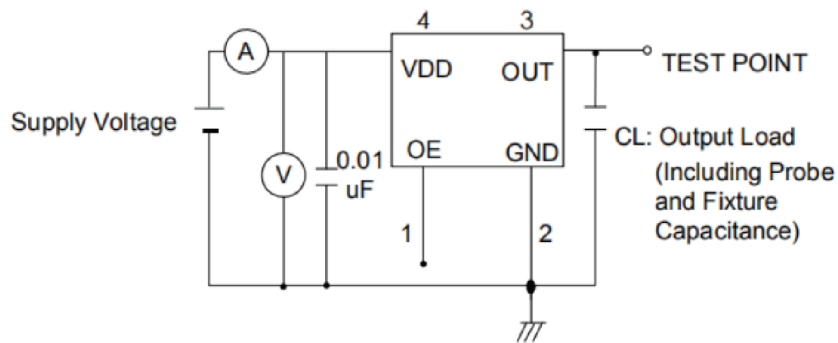 4
3
A
VDD
OUT
TEST POINT
Supply Voltage
OE
GND
CL: Output Load
(Including Probe
and Fixture
Capacitance)
V
0.01
uF
1
2